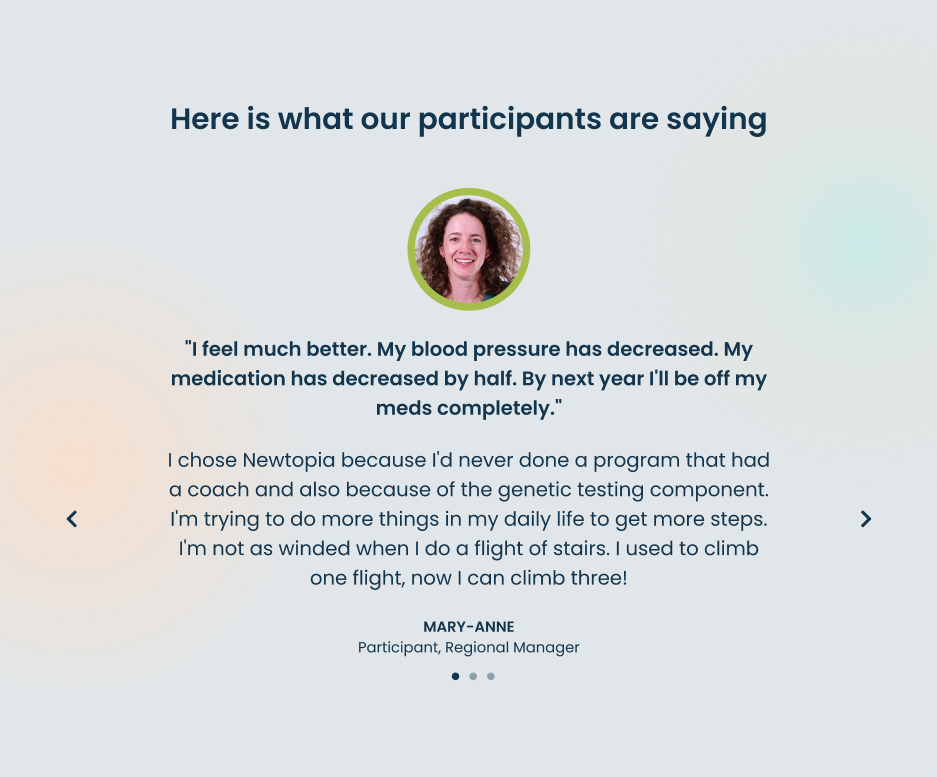 Here is what our participants are saying
"I feel much better. My blood pressure has decreased. My
medication has decreased by half. By next year I'll be off my
meds completely."
I chose Newtopia because I'd never done a program that had
a coach and also because of the genetic testing component.
I'm trying to do more things in my daily life to get more steps.
I'm not as winded when I do a flight of stairs. I used to climb
one flight, now I can climb three!
MARY-ANNE
Participant, Regional Manager